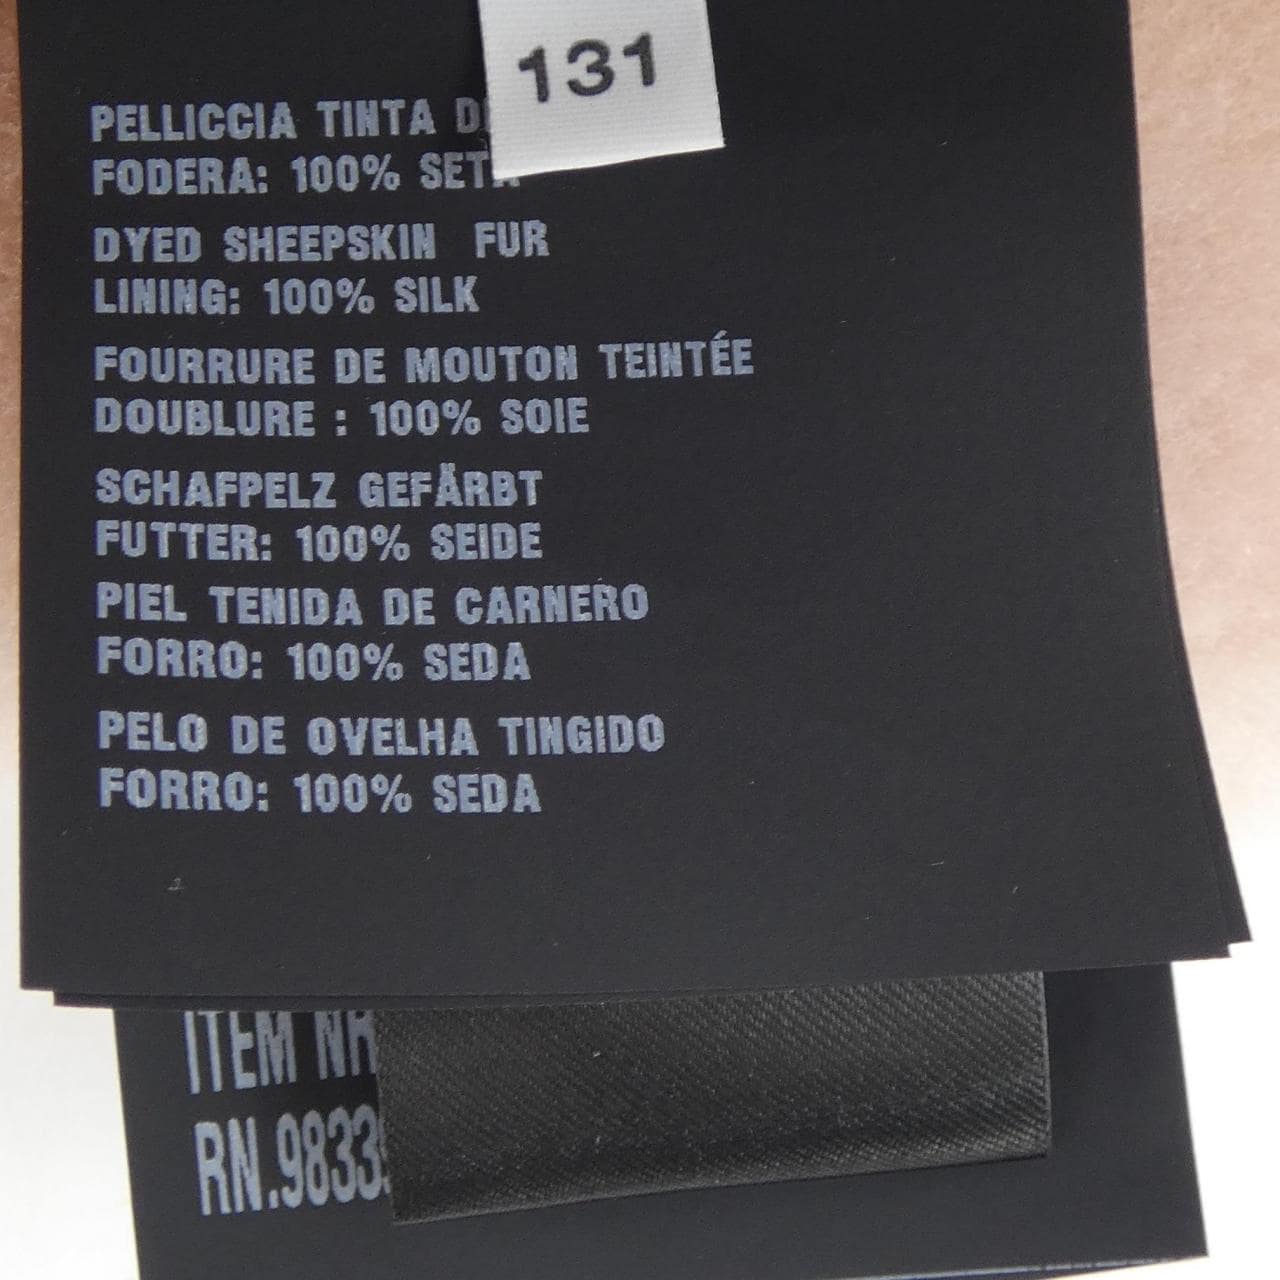 131
PELLICCIA TINTA
FODERA: 100% SETA
DYED SHEEPSKIN FUR
LINING: 100% SILK
FOURRURE DE MOUTON TEINTÉE
DOUBLURE : 100% SOIE
SCHAFPELZ GEFÄRBT
FUTTER: 100% SEIDE
PIEL TENIDA DE CARNERO
FORRO: 100% SEDA
PELO DE OVELHA TINGIDO
FORRO: 100% SEDA
ITEM NR